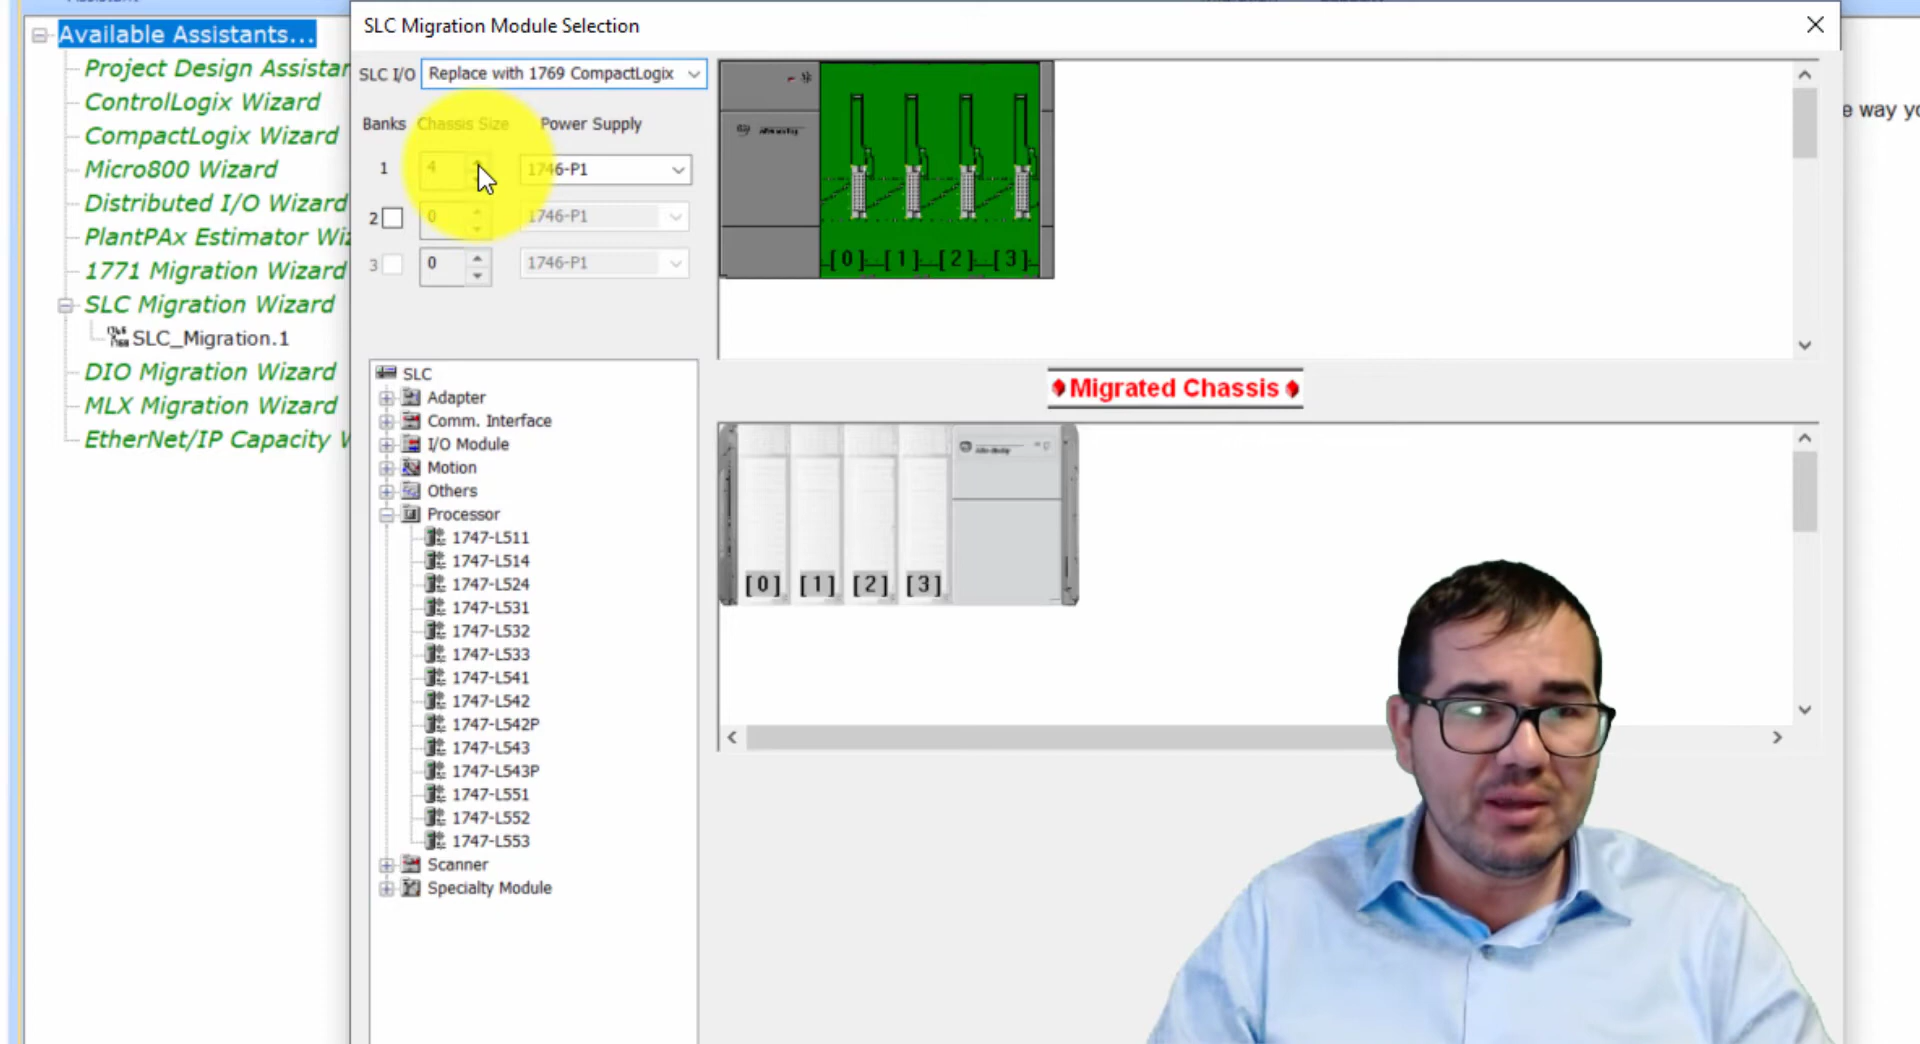 SLC Migration Module Selection
Available Assistants...
Project Design Assistan
ControlLogix Wizard
CompactLogix Wizard
Micro800 Wizard
Distributed I/O Wizard
PlantPAx Estimator Wiz
1771 Migration Wizard
SLC Migration Wizard
SLC_Migration.1
DIO Migration Wizard
MLX Migration Wizard
EtherNet/IP Capacity W
SLC I/O Replace with 1769 CompactLogix
Banks Chassis Size Power Supply
1 4 1746-P1
2 0 1746-P1
3 0 1746-P1
SLC
Adapter
Comm. Interface
I/O Module
Motion
Others
Processor
1747-L511
1747-L514
1747-L524
1747-L531
1747-L532
1747-L533
1747-L541
1747-L542
1747-L542P
1747-L543
1747-L543P
1747-L551
1747-L552
1747-L553
Scanner
Specialty Module
[0] [1] [2] [3]
Migrated Chassis
[0] [1] [2] [3]
e way yo